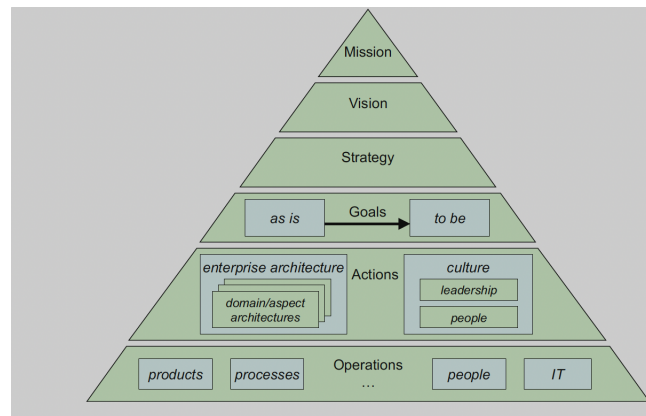 Mission
Vision
Strategy
as is
Goals
to be
enterprise architecture
domain/aspect
architectures
Actions
culture
leadership
people
products
processes
Operations
...
people
IT